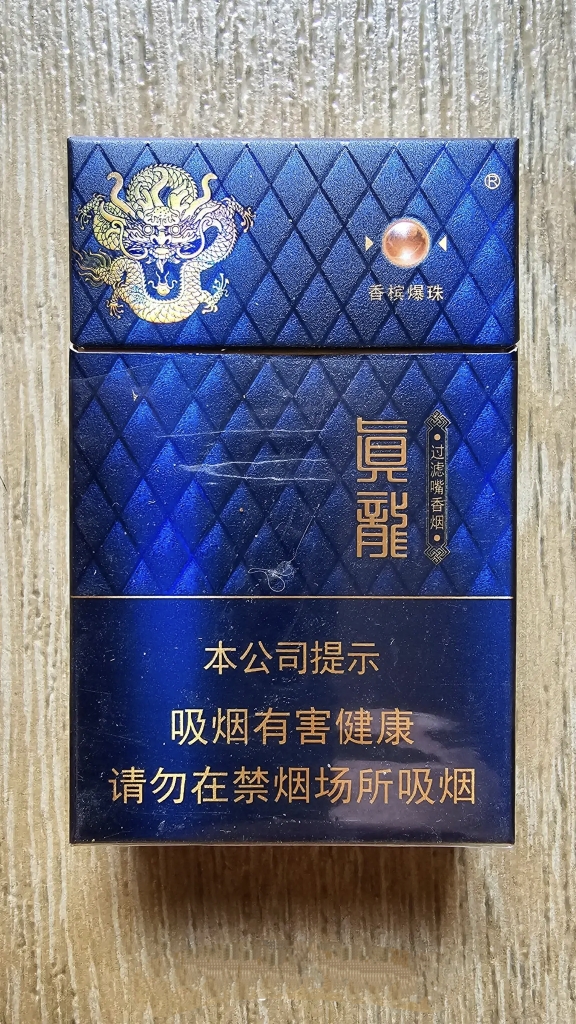 ®
香槟爆珠
眞龍
过滤嘴香烟
本公司提示
吸烟有害健康
请勿在禁烟场所吸烟